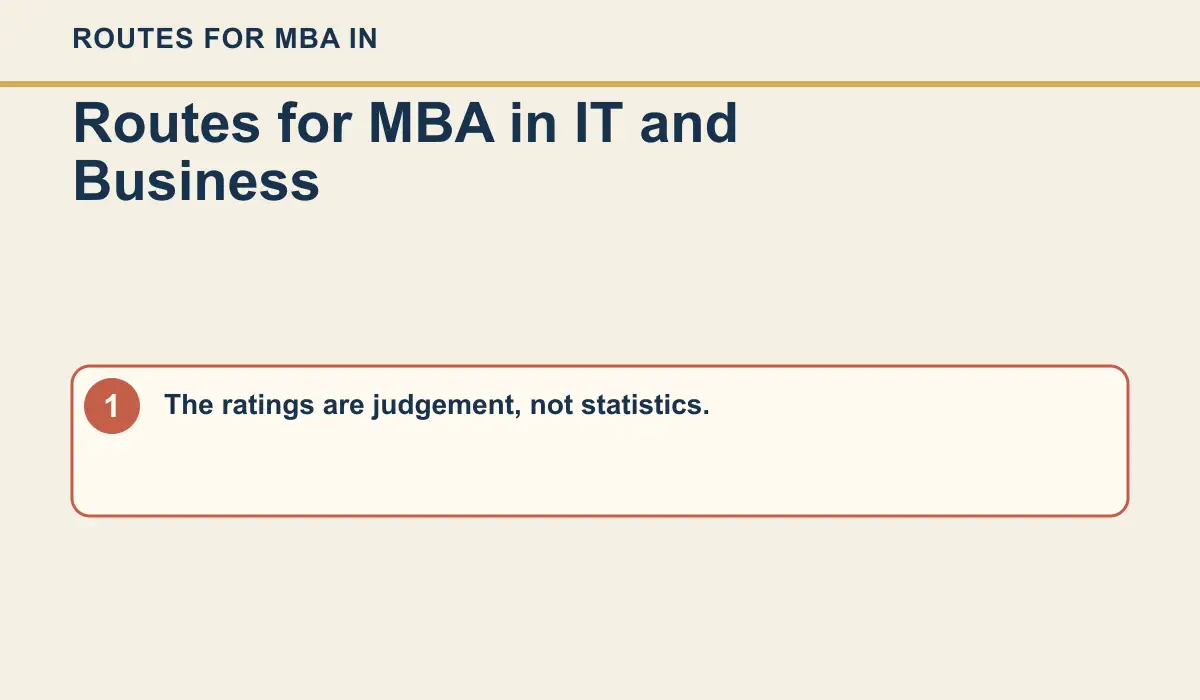 ROUTES FOR MBA IN
Routes for MBA in IT and
Business
1 The ratings are judgement, not statistics.